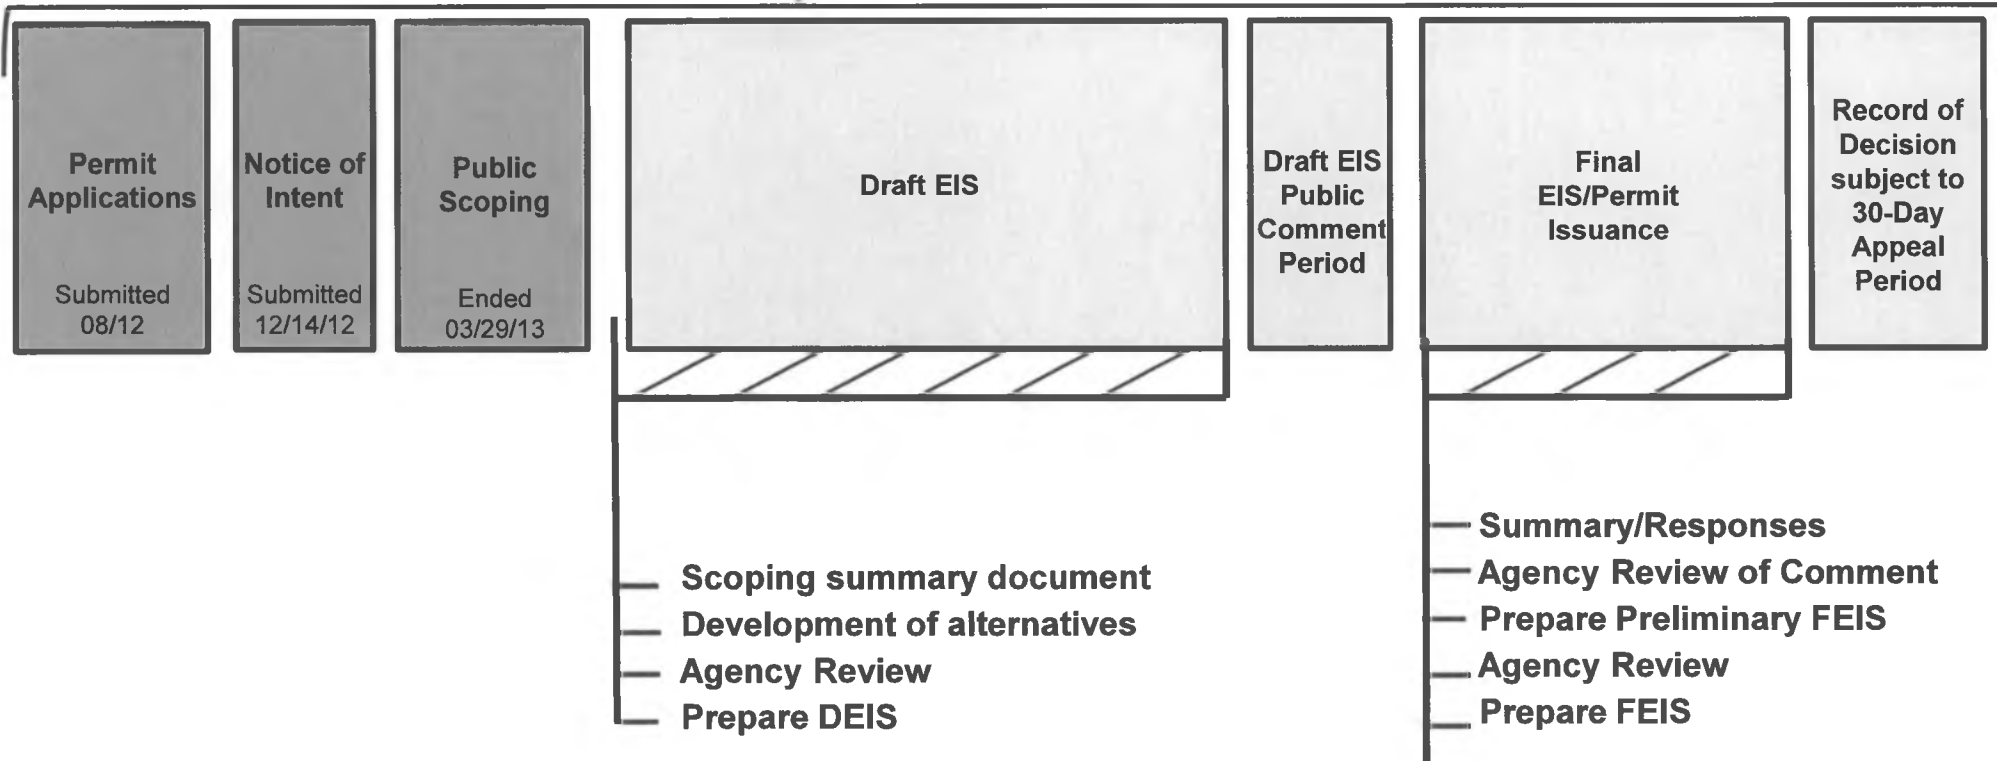 Permit
Applications
Submitted
08/12
Notice of
Intent
Submitted
12/14/12
Public
Scoping
Ended
03/29/13
Draft EIS
Draft EIS
Public
Comment
Period
Final
EIS/Permit
Issuance
Record of
Decision
subject to
30-Day
Appeal
Period
Scoping summary document
Development of alternatives
Agency Review
Prepare DEIS
Summary/Responses
Agency Review of Comment
Prepare Preliminary FEIS
Agency Review
Prepare FEIS